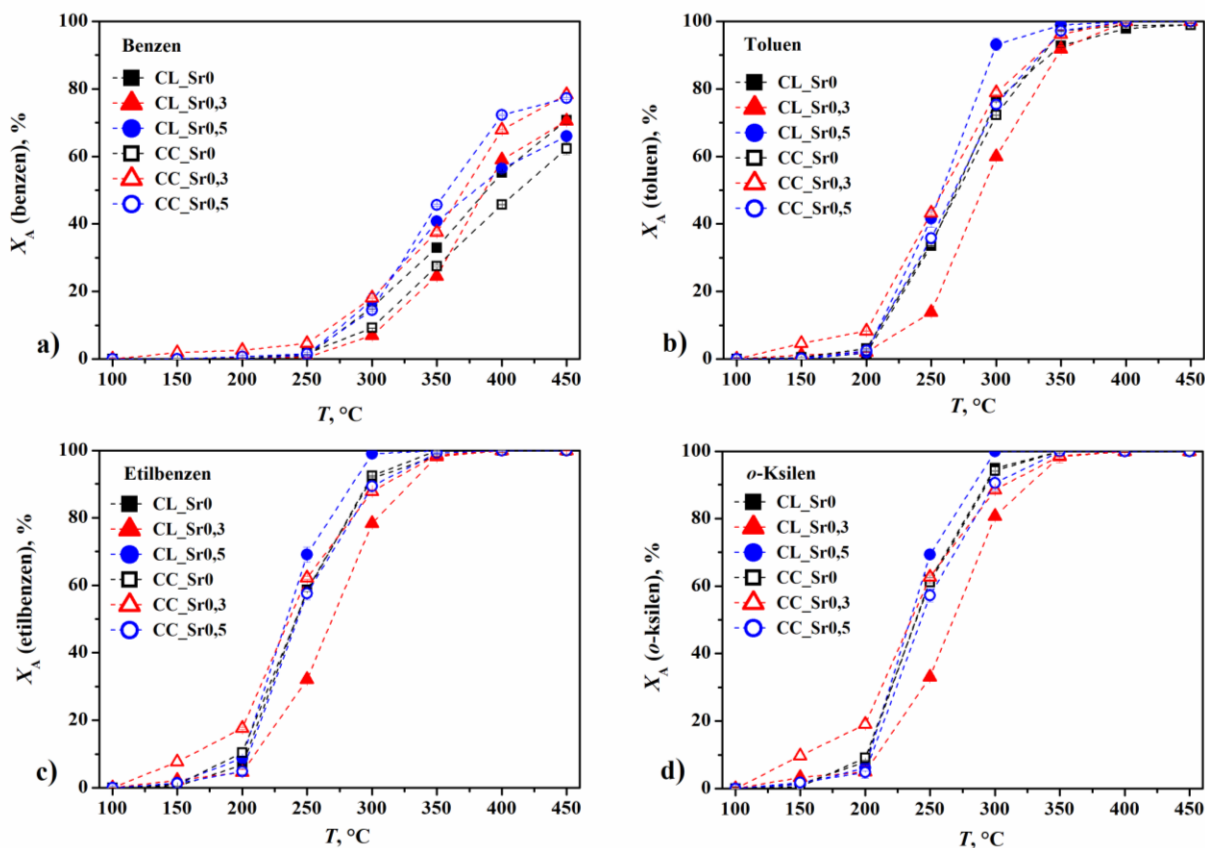 Benzen
CL_Sr0
CL_Sr0,3
CL_Sr0,5
CC_Sr0
CC_Sr0,3
CC_Sr0,5
a)
X_A (benzen), %
100
80
60
40
20
0
100 150 200 250 300 350 400 450
T, °C
Toluen
CL_Sr0
CL_Sr0,3
CL_Sr0,5
CC_Sr0
CC_Sr0,3
CC_Sr0,5
b)
X_A (toluen), %
100
80
60
40
20
0
100 150 200 250 300 350 400 450
T, °C
Etilbenzen
CL_Sr0
CL_Sr0,3
CL_Sr0,5
CC_Sr0
CC_Sr0,3
CC_Sr0,5
c)
X_A (etilbenzen), %
100
80
60
40
20
0
100 150 200 250 300 350 400 450
T, °C
o-Ksilen
CL_Sr0
CL_Sr0,3
CL_Sr0,5
CC_Sr0
CC_Sr0,3
CC_Sr0,5
d)
X_A (o-ksilen), %
100
80
60
40
20
0
100 150 200 250 300 350 400 450
T, °C